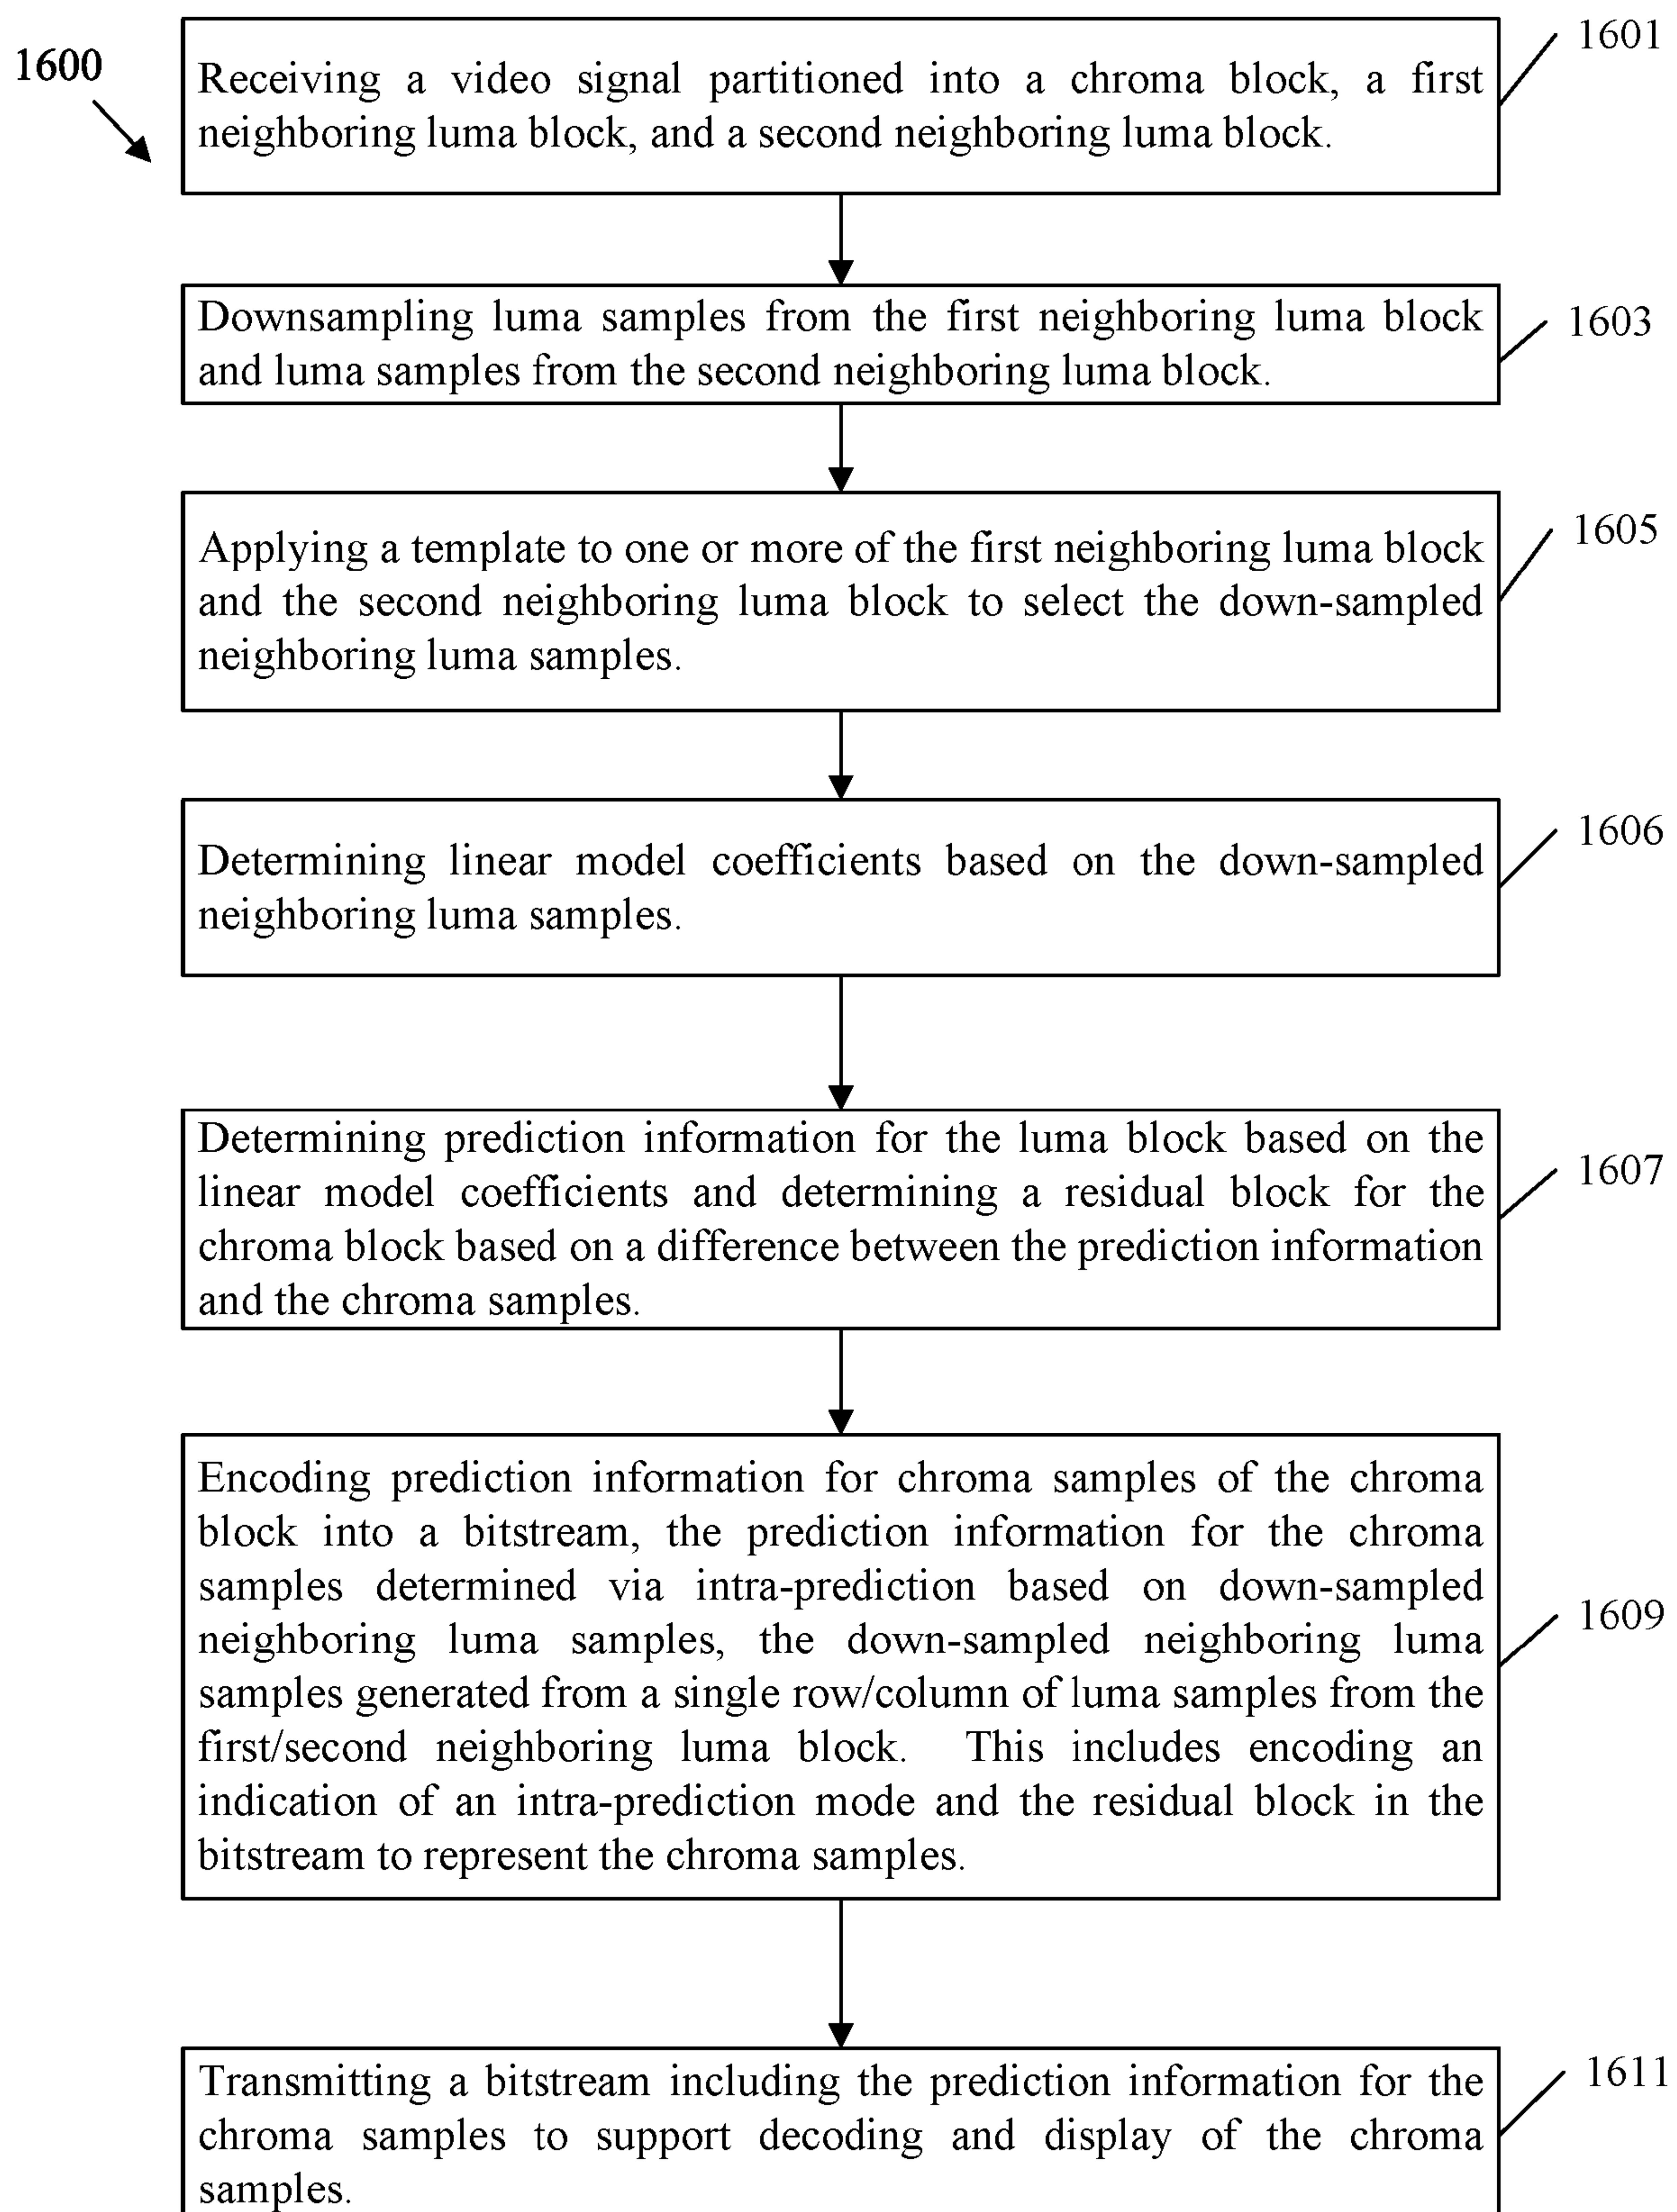 1600
1601
Receiving a video signal partitioned into a chroma block, a first
neighboring luma block, and a second neighboring luma block.
1603
Downsampling luma samples from the first neighboring luma block
and luma samples from the second neighboring luma block.
1605
Applying a template to one or more of the first neighboring luma block
and the second neighboring luma block to select the down-sampled
neighboring luma samples.
1606
Determining linear model coefficients based on the down-sampled
neighboring luma samples.
1607
Determining prediction information for the luma block based on the
linear model coefficients and determining a residual block for the
chroma block based on a difference between the prediction information
and the chroma samples.
1609
Encoding prediction information for chroma samples of the chroma
block into a bitstream, the prediction information for the chroma
samples determined via intra-prediction based on down-sampled
neighboring luma samples, the down-sampled neighboring luma
samples generated from a single row/column of luma samples from the
first/second neighboring luma block. This includes encoding an
indication of an intra-prediction mode and the residual block in the
bitstream to represent the chroma samples.
1611
Transmitting a bitstream including the prediction information for the
chroma samples to support decoding and display of the chroma
samples.